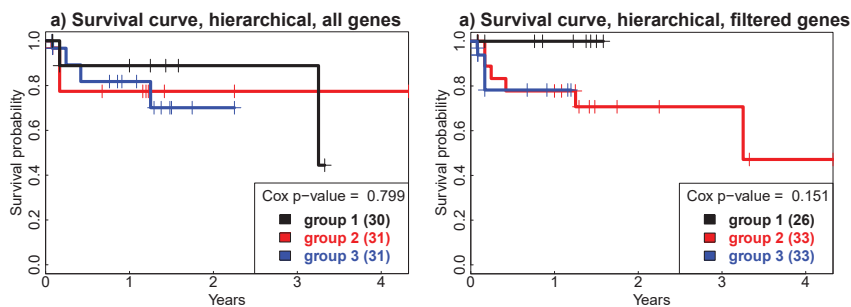 a) Survival curve, hierarchical, all genes
Survival probability
1.0
0.8
0.6
0.4
0.2
0.0
0 1 2 3 4
Years
Cox p−value = 0.799
group 1 (30)
group 2 (31)
group 3 (31)
a) Survival curve, hierarchical, filtered genes
Survival probability
1.0
0.8
0.6
0.4
0.2
0.0
0 1 2 3 4
Years
Cox p−value = 0.151
group 1 (26)
group 2 (33)
group 3 (33)